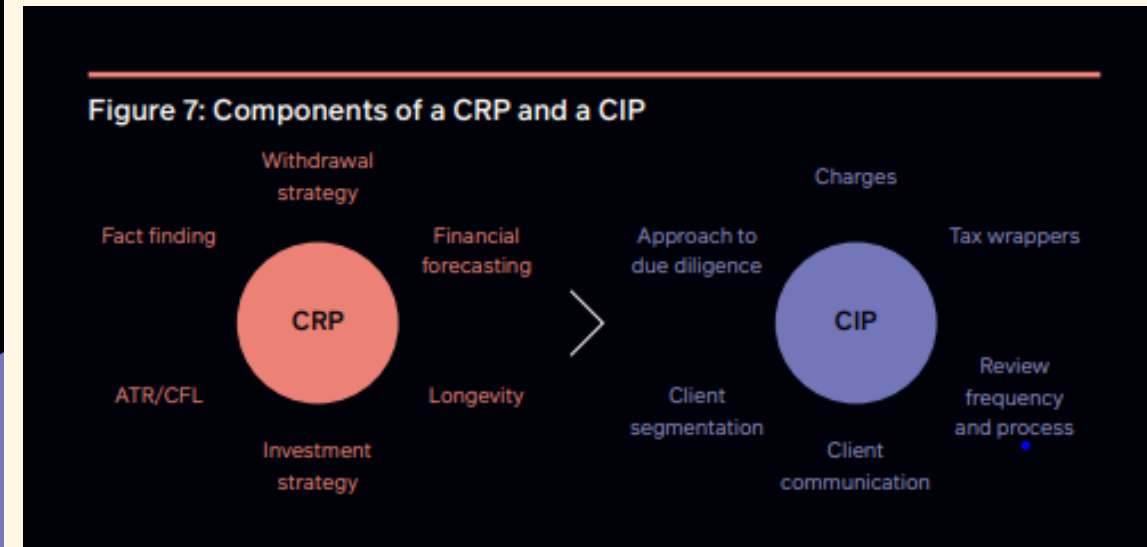 Figure 7: Components of a CRP and a CIP
Withdrawal
strategy
Fact finding
Financial
forecasting
CRP
ATR/CFL
Longevity
Investment
strategy
Charges
Approach to
due diligence
Tax wrappers
CIP
Client
segmentation
Review
frequency
and process
Client
communication